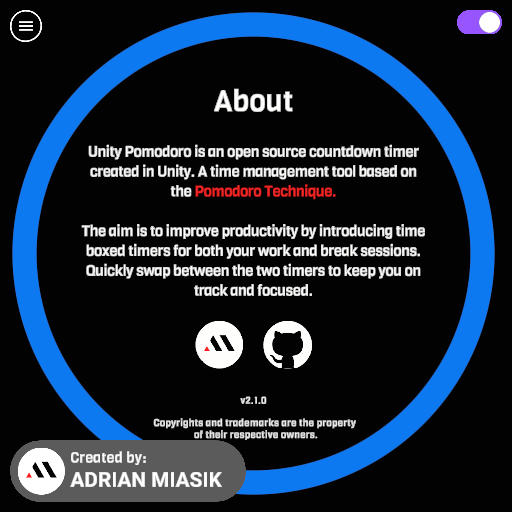 About
Unity Pomodoro is an open source countdown timer
created in Unity. A time management tool based on
the Pomodoro Technique.
The aim is to improve productivity by introducing time
boxed timers for both your work and break sessions.
Quickly swap between the two timers to keep you on
track and focused.
v2.1.0
Copyrights and trademarks are the property
of their respective owners.
Created by:
ADRIAN MIASIK